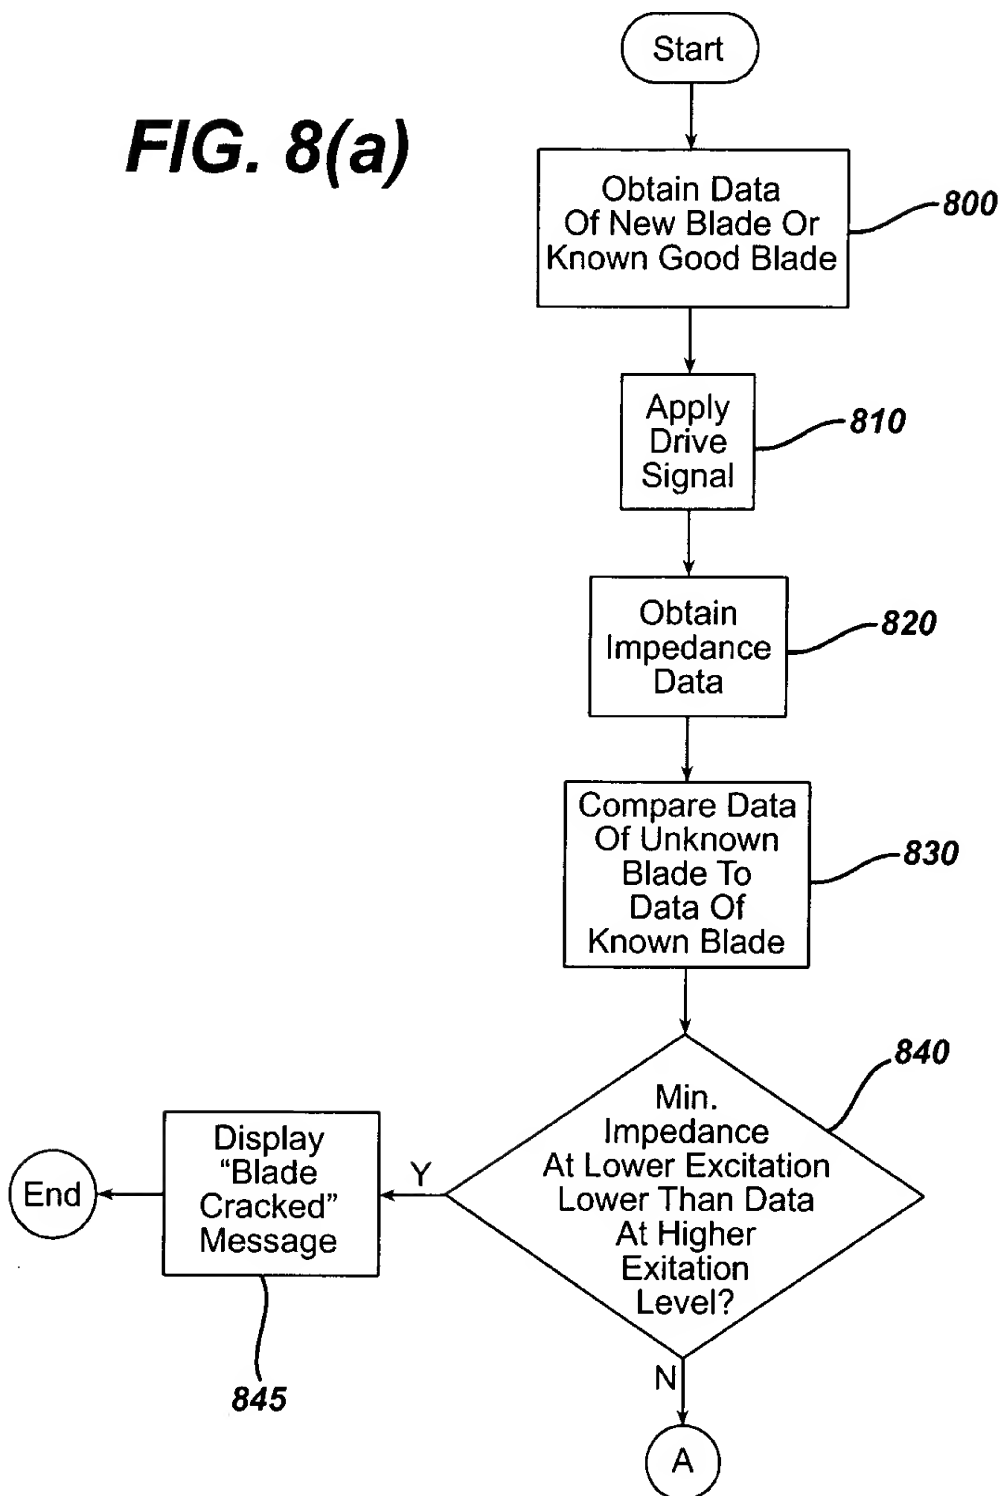 Start
FIG. 8(a)
Obtain Data
Of New Blade Or
Known Good Blade
800
Apply
Drive
Signal
810
Obtain
Impedance
Data
820
Compare Data
Of Unknown
Blade To
Data Of
Known Blade
830
840
Min.
Impedance
At Lower Excitation
Lower Than Data
At Higher
Exitation
Level?
Y
Display
"Blade
Cracked"
Message
End
845
N
A